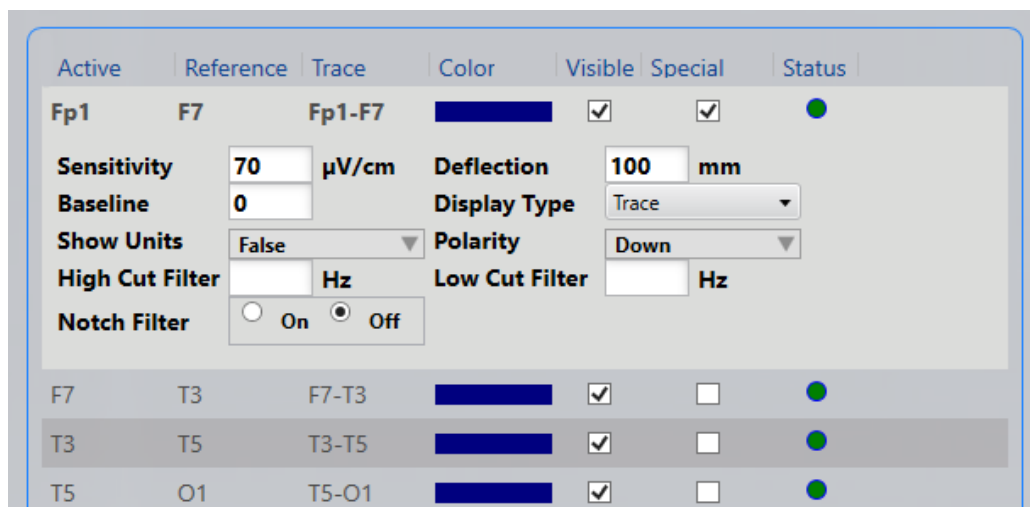 Active Reference Trace Color Visible Special Status
Fp1 F7 Fp1-F7
Sensitivity 70 µV/cm Deflection 100 mm
Baseline 0 Display Type Trace
Show Units False Polarity Down
High Cut Filter Hz Low Cut Filter Hz
Notch Filter On Off
F7 T3 F7-T3
T3 T5 T3-T5
T5 O1 T5-O1